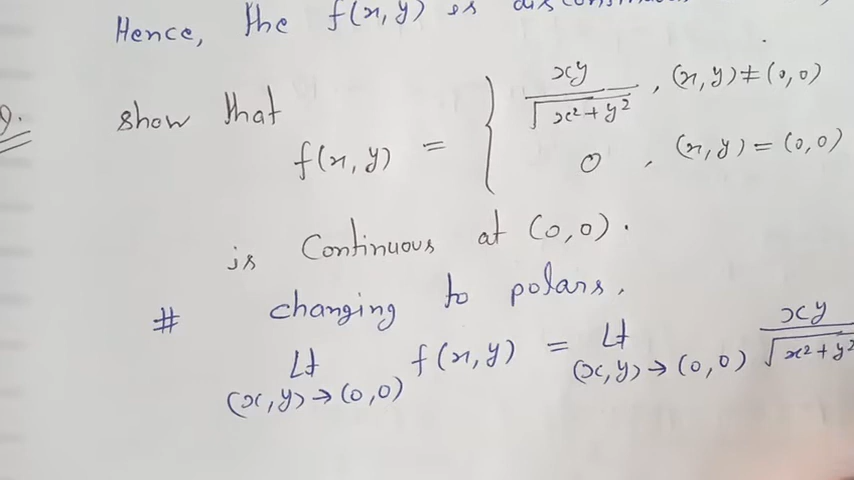 Hence, the f(x,y) is discontinuous
Q. show that
f(x,y) = { xy / √(x²+y²) , (x,y) ≠ (0,0)
0 , (x,y) = (0,0)
is Continuous at (0,0).
# changing to polars,
Lt (x,y)→(0,0) f(x,y) = Lt (x,y)→(0,0) xy / √(x²+y²